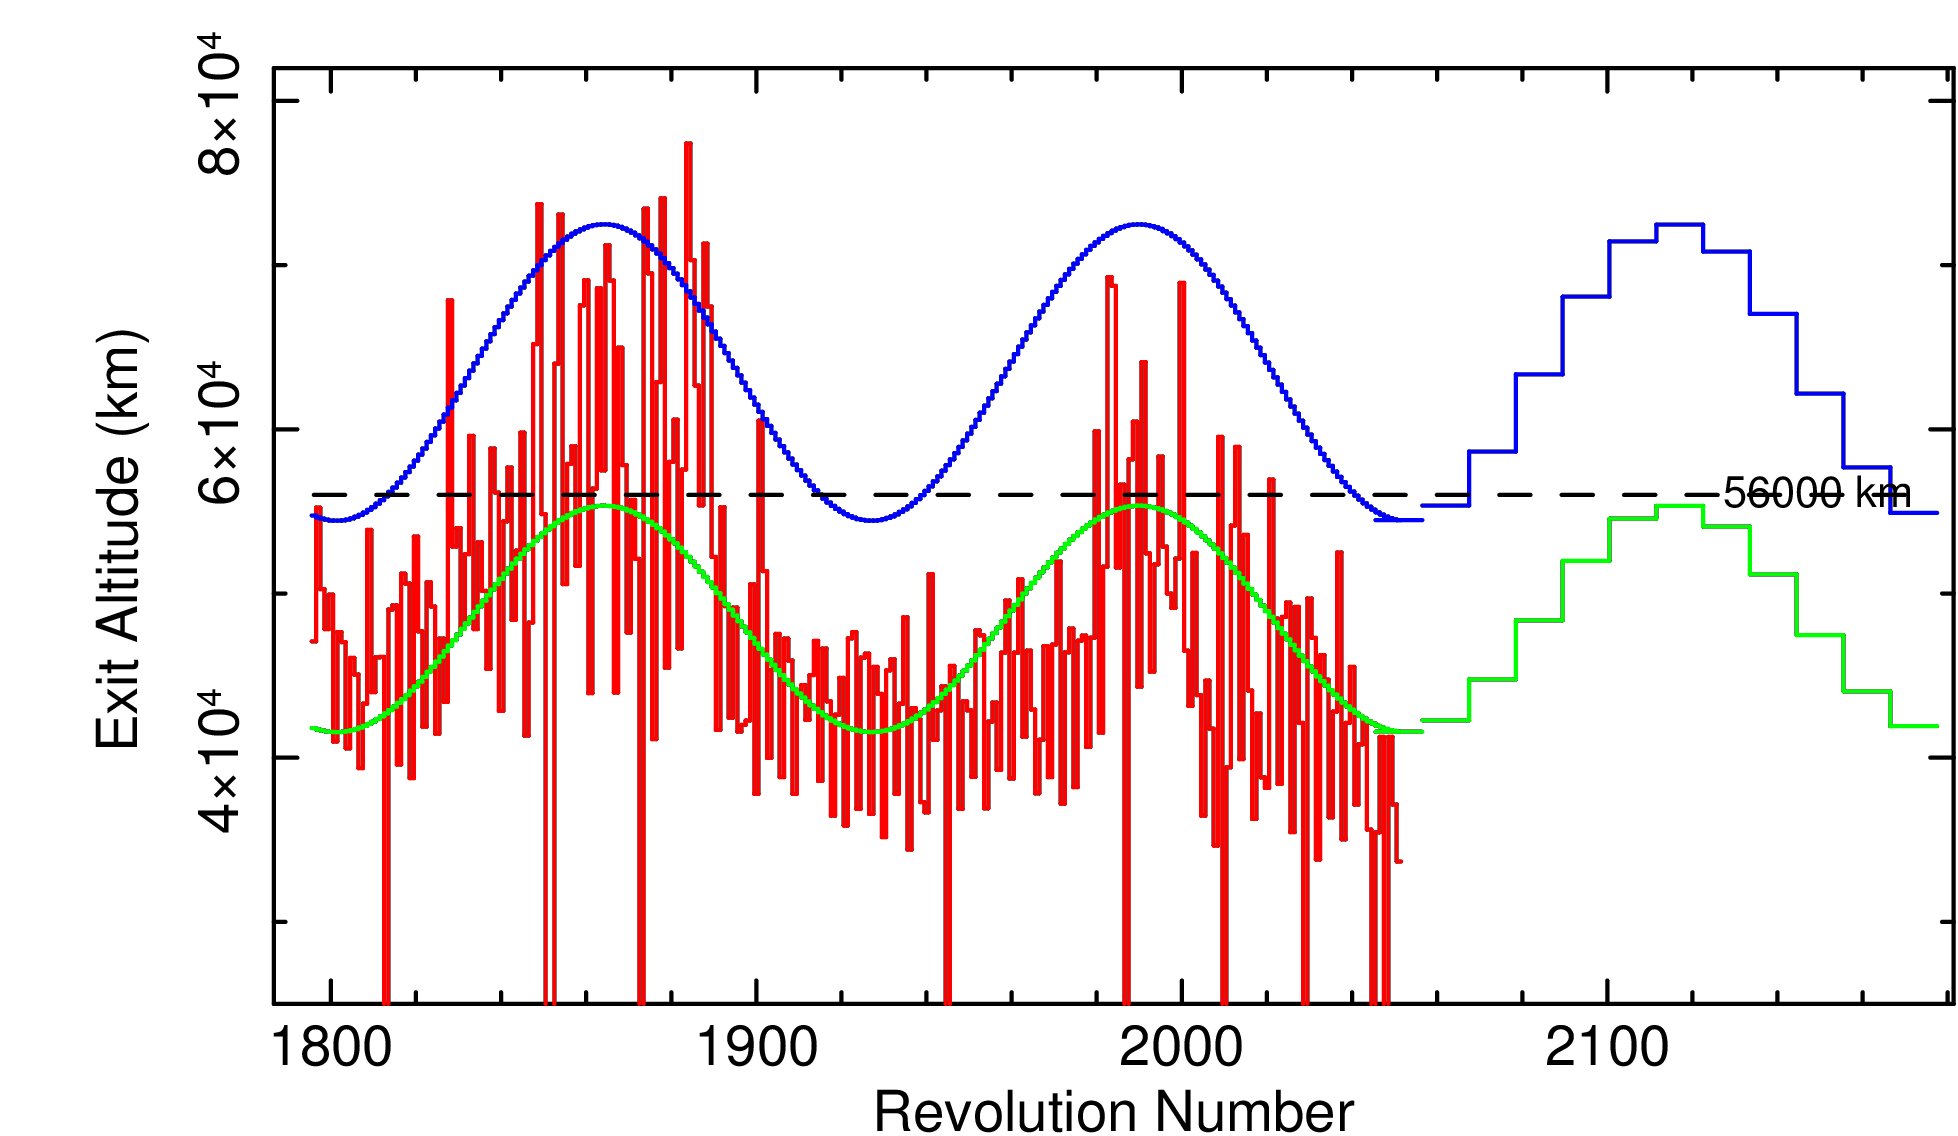 8×10⁴
6×10⁴
4×10⁴
Exit Altitude (km)
56000 km
1800 1900 2000 2100
Revolution Number